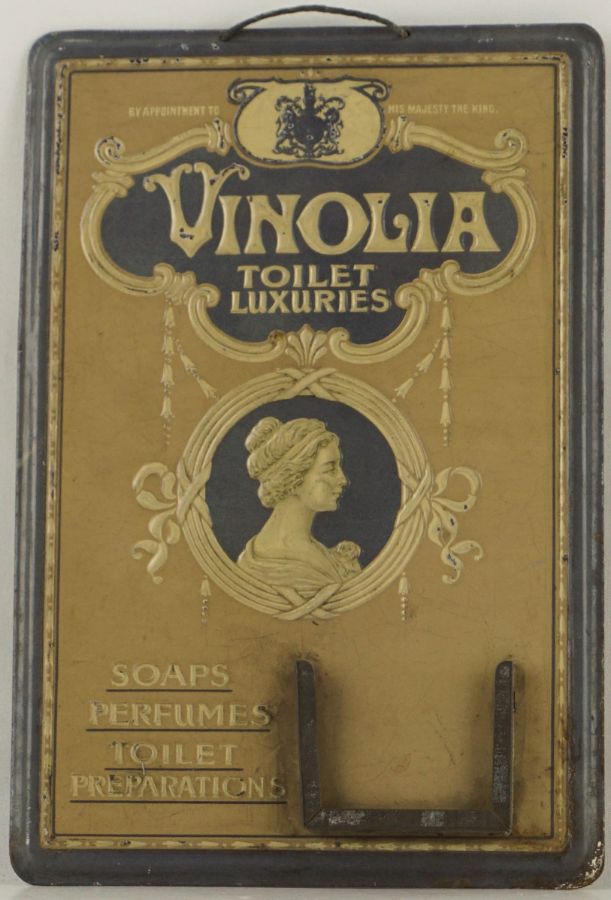 BY APPOINTMENT TO HIS MAJESTY THE KING.
VINOLIA
TOILET
LUXURIES
SOAPS
PERFUMES
TOILET
PREPARATIONS